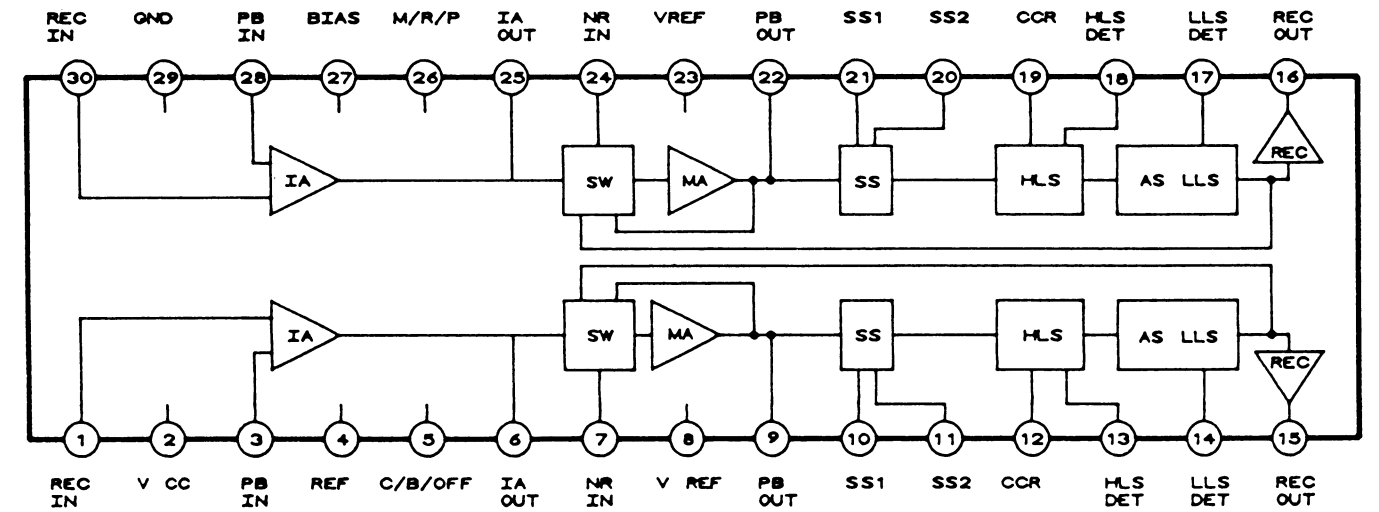 REC GND PB BIAS M/R/P IA NR VREF PB SS1 SS2 CCR HLS LLS REC
IN IN OUT IN OUT DET DET OUT
30 29 28 27 26 25 24 23 22 21 20 19 18 17 16
REC
IA SW MA SS HLS AS LLS
IA SW MA SS HLS AS LLS
REC
1 2 3 4 5 6 7 8 9 10 11 12 13 14 15
REC V CC PB REF C/B/OFF IA NR V REF PB SS1 SS2 CCR HLS LLS REC
IN IN OUT IN OUT DET DET OUT